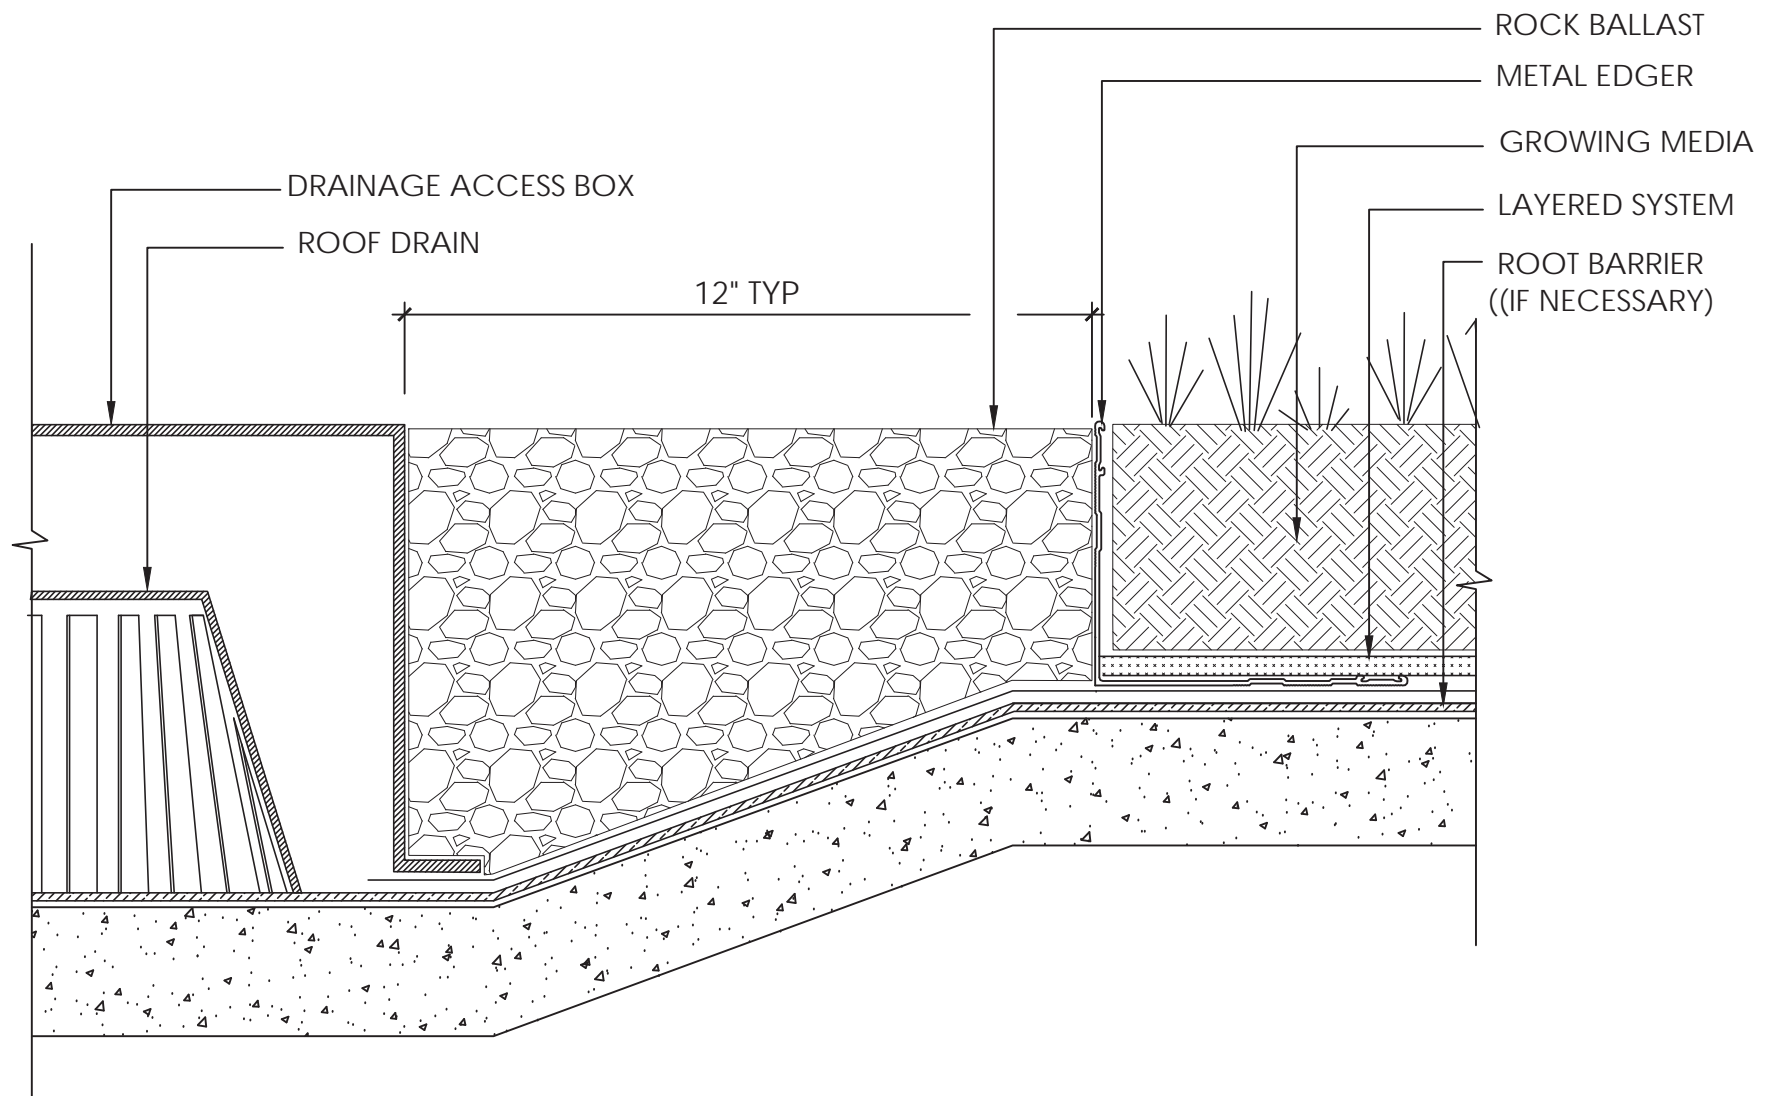 ROCK BALLAST
METAL EDGER
GROWING MEDIA
DRAINAGE ACCESS BOX
LAYERED SYSTEM
ROOF DRAIN
ROOT BARRIER
((IF NECESSARY)
12" TYP